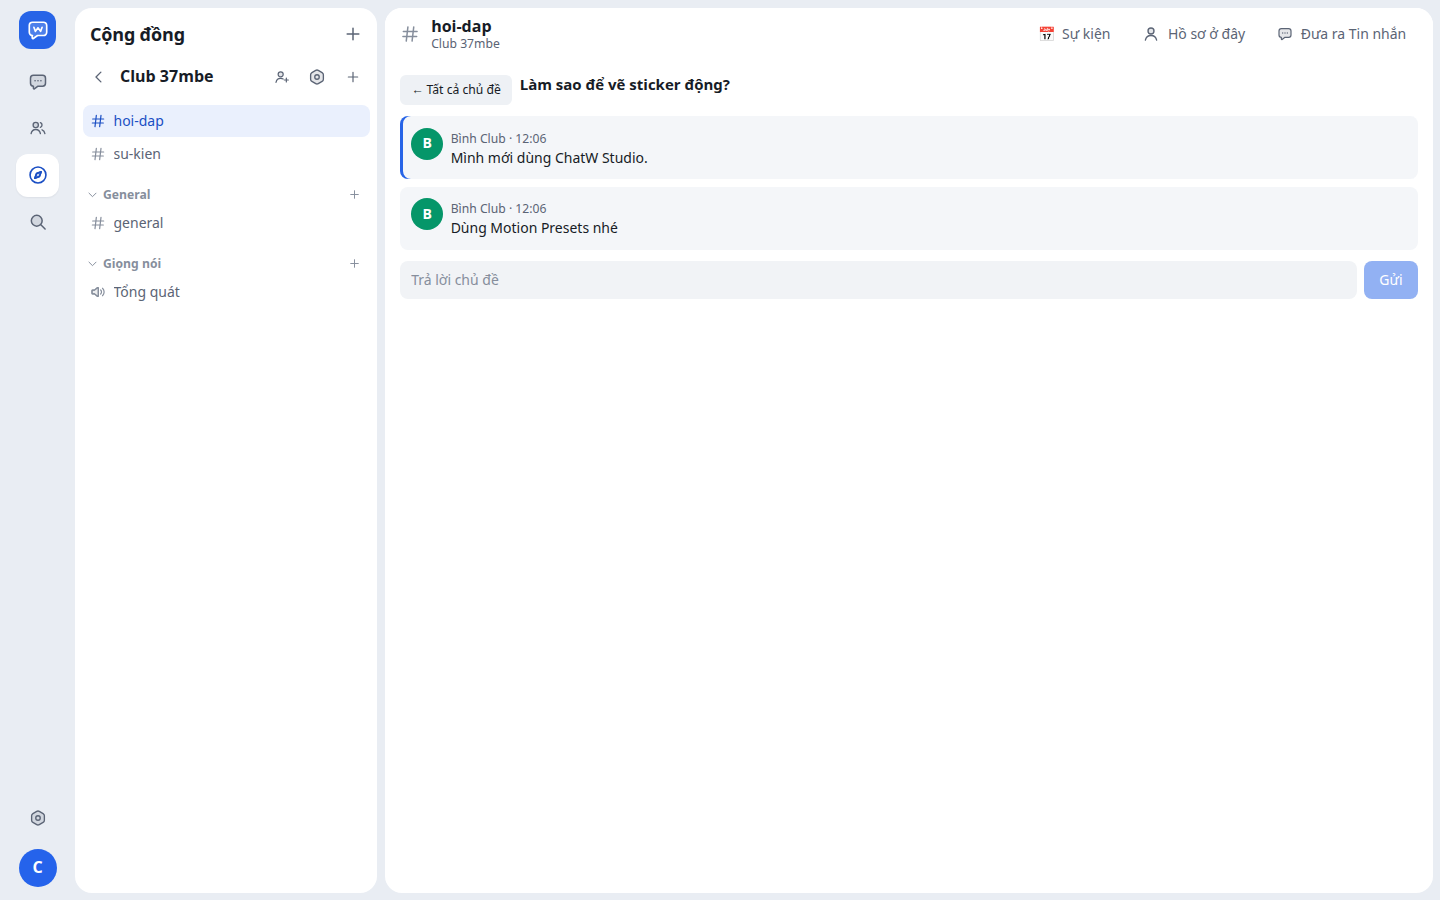 Cộng đồng
Club 37mbe
hoi-dap
su-kien
General
general
Giọng nói
Tổng quát
C
hoi-dap
Club 37mbe
Sự kiện
Hồ sơ ở đây
Đưa ra Tin nhắn
← Tất cả chủ đề
Làm sao để vẽ sticker động?
B
Bình Club · 12:06
Mình mới dùng ChatW Studio.
B
Bình Club · 12:06
Dùng Motion Presets nhé
Trả lời chủ đề
Gửi